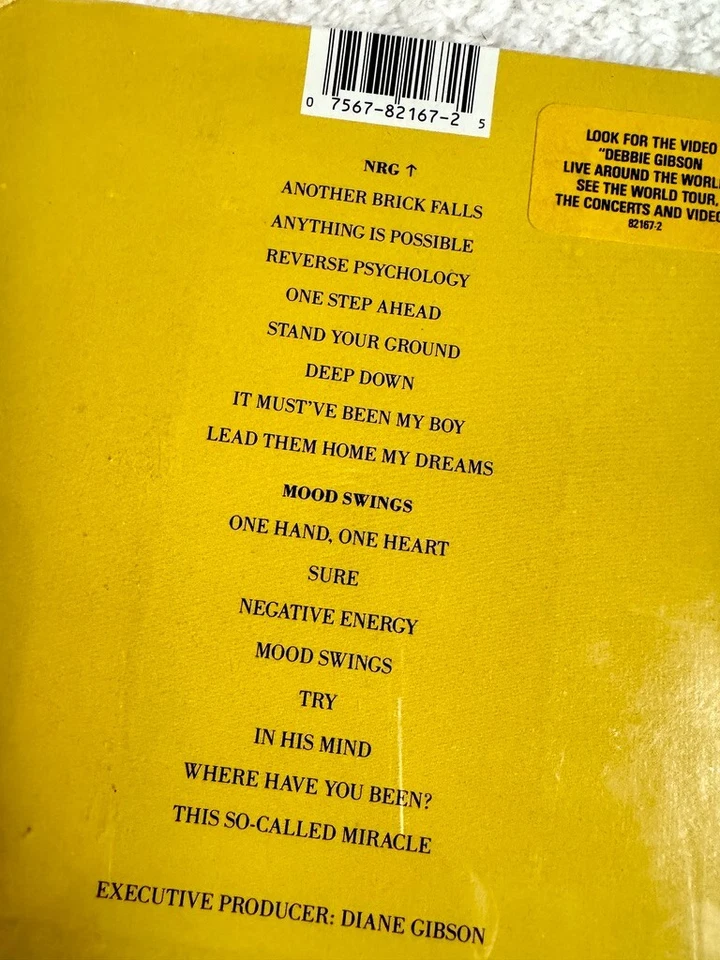 0 7567-82167-2 5
LOOK FOR THE VIDEO
"DEBBIE GIBSON
LIVE AROUND THE
SEE THE WORLD TOUR,
THE CONCERTS AND
82167-2
NRG ↑
ANOTHER BRICK FALLS
ANYTHING IS POSSIBLE
REVERSE PSYCHOLOGY
ONE STEP AHEAD
STAND YOUR GROUND
DEEP DOWN
IT MUST'VE BEEN MY BOY
LEAD THEM HOME MY DREAMS
MOOD SWINGS
ONE HAND, ONE HEART
SURE
NEGATIVE ENERGY
MOOD SWINGS
TRY
IN HIS MIND
WHERE HAVE YOU BEEN?
THIS SO-CALLED MIRACLE
EXECUTIVE PRODUCER: DIANE GIBSON